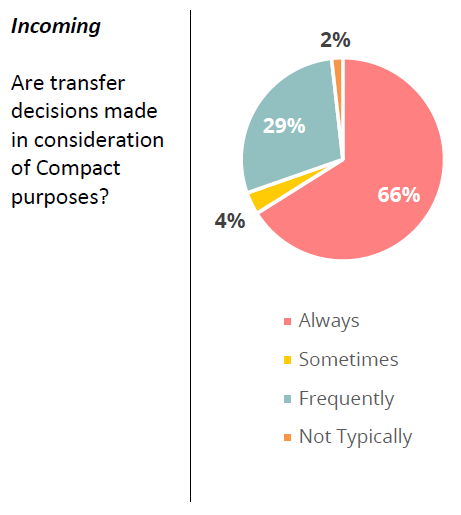 Incoming
Are transfer
decisions made
in consideration
of Compact
purposes?
2%
29%
66%
4%
Always
Sometimes
Frequently
Not Typically